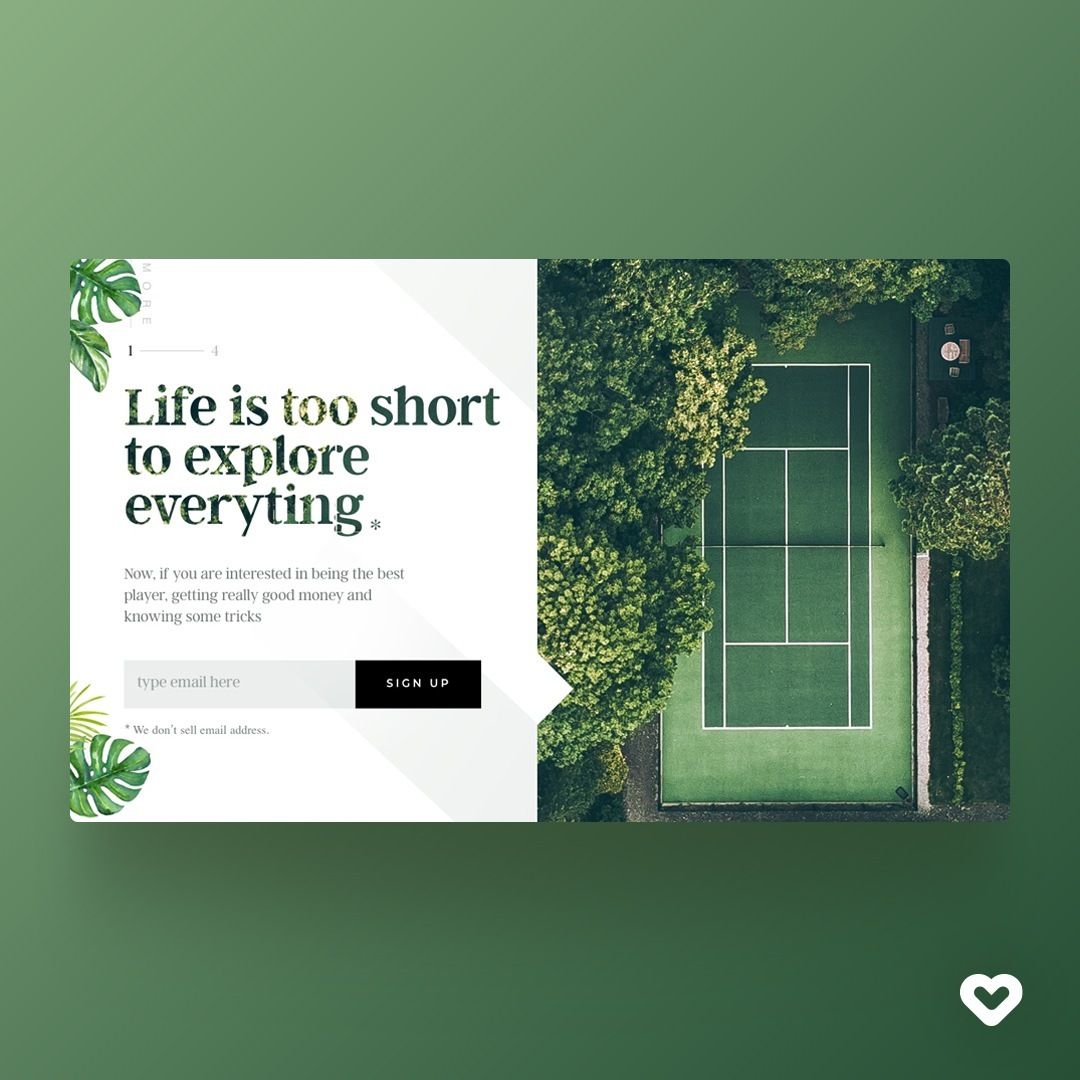 MORE
1 4
Life is too short
to explore
everyting *
Now, if you are interested in being the best
player, getting really good money and
knowing some tricks
type email here SIGN UP
* We don't sell email address.